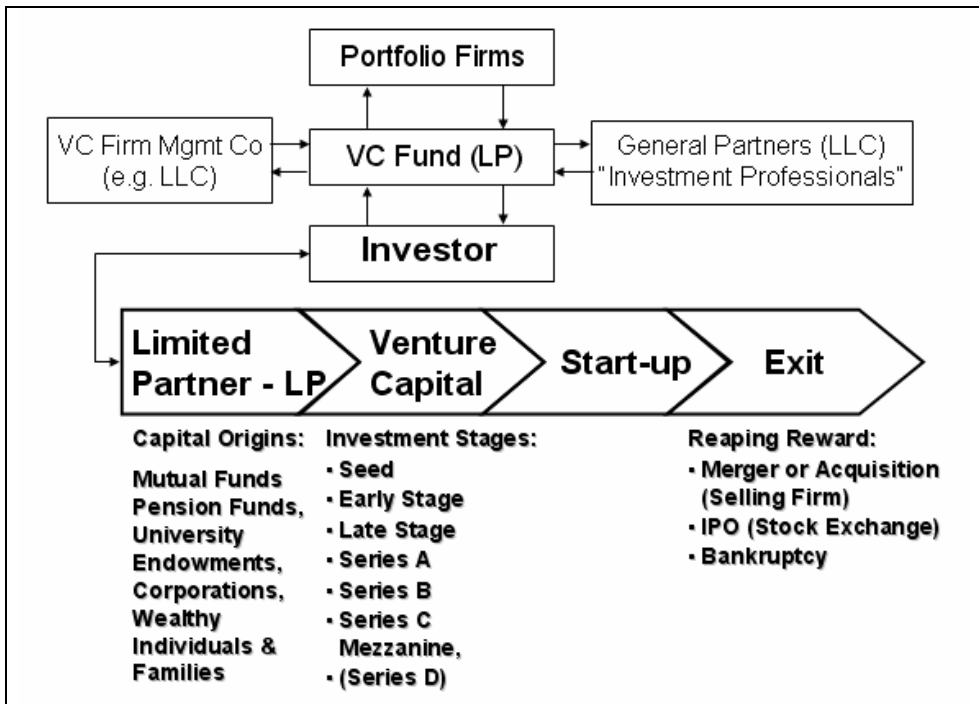 Portfolio Firms
VC Firm Mgmt Co
(e.g. LLC)
VC Fund (LP)
General Partners (LLC)
"Investment Professionals"
Investor
Limited
Partner - LP
Venture
Capital
Start-up
Exit
Capital Origins:
Mutual Funds
Pension Funds,
University
Endowments,
Corporations,
Wealthy
Individuals &
Families
Investment Stages:
▪ Seed
▪ Early Stage
▪ Late Stage
▪ Series A
▪ Series B
▪ Series C
Mezzanine,
▪ (Series D)
Reaping Reward:
▪ Merger or Acquisition
(Selling Firm)
▪ IPO (Stock Exchange)
▪ Bankruptcy